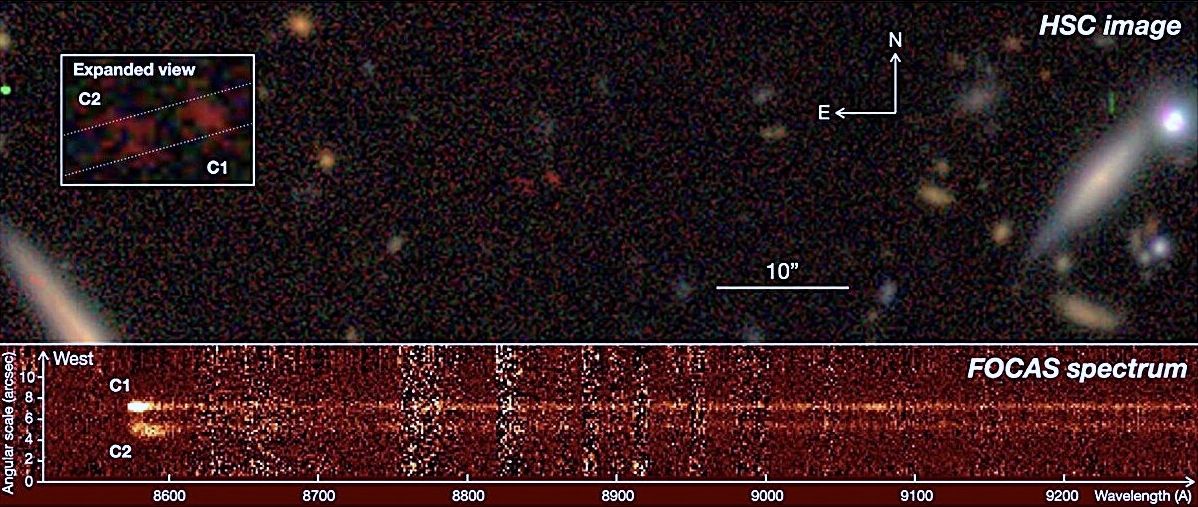 HSC image
Expanded view
C2
C1
N
E
10”
West
C1
C2
FOCAS spectrum
Angular scale (arcsec)
10
8
6
4
2
0
8600 8700 8800 8900 9000 9100 9200 Wavelength (A)